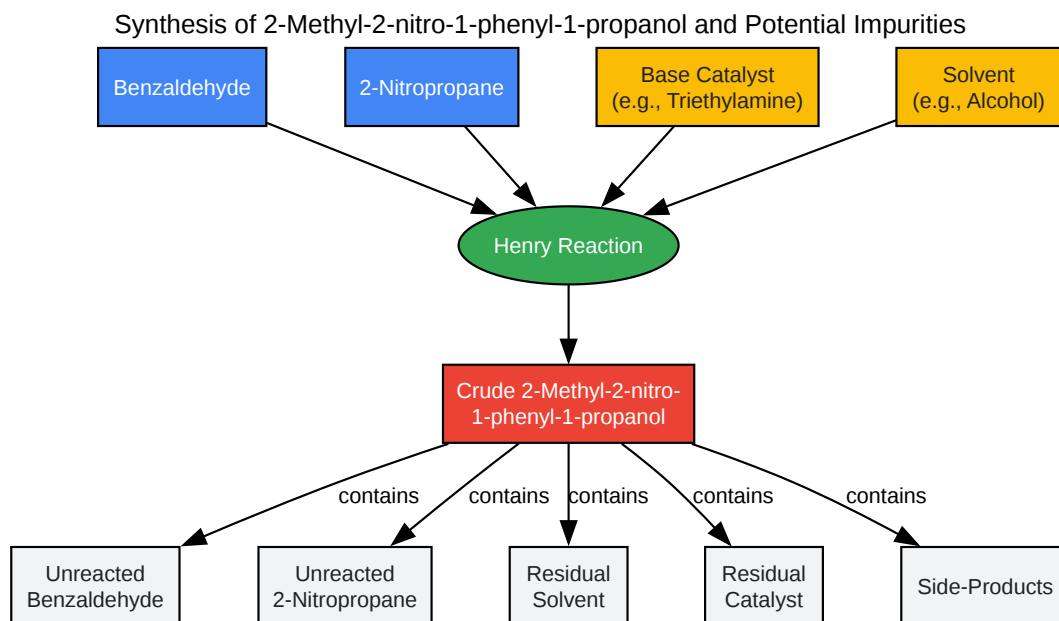 Synthesis of 2-Methyl-2-nitro-1-phenyl-1-propanol and Potential Impurities
Benzaldehyde
2-Nitropropane
Base Catalyst
(e.g., Triethylamine)
Solvent
(e.g., Alcohol)
Henry Reaction
Crude 2-Methyl-2-nitro-
1-phenyl-1-propanol
contains
contains
contains
contains
contains
Unreacted
Benzaldehyde
Unreacted
2-Nitropropane
Residual
Solvent
Residual
Catalyst
Side-Products